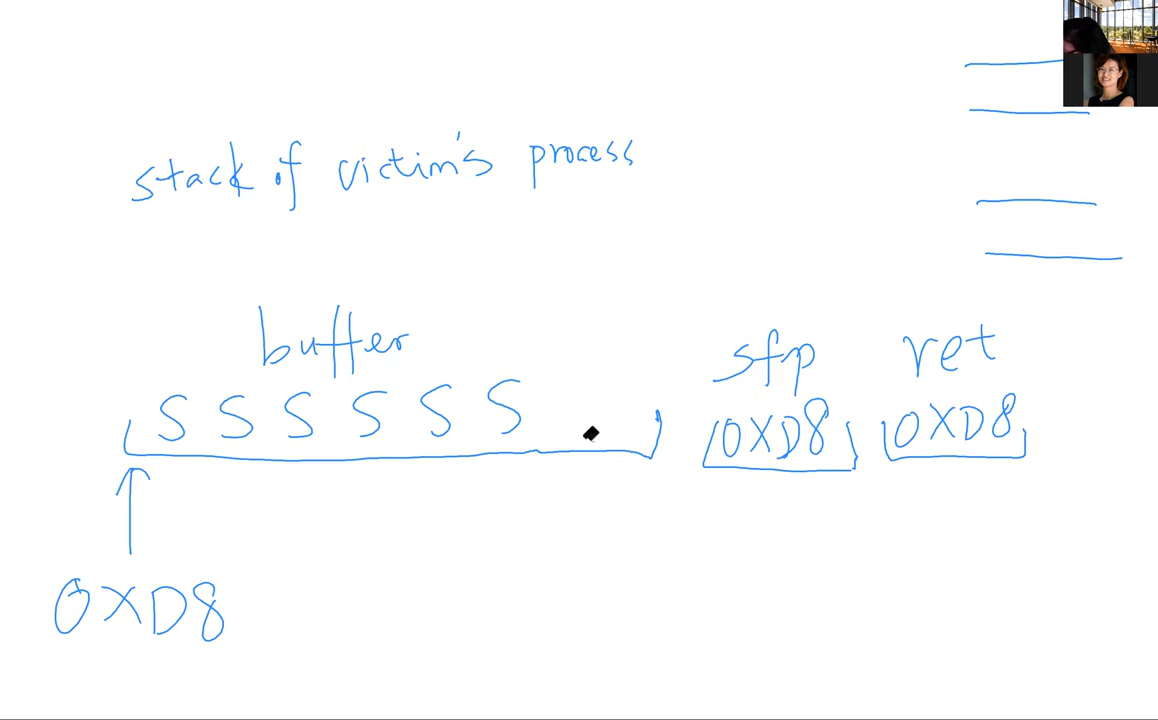 stack of victim's process
buffer
sfp
ret
S S S S S S
0XD8
0XD8
0XD8